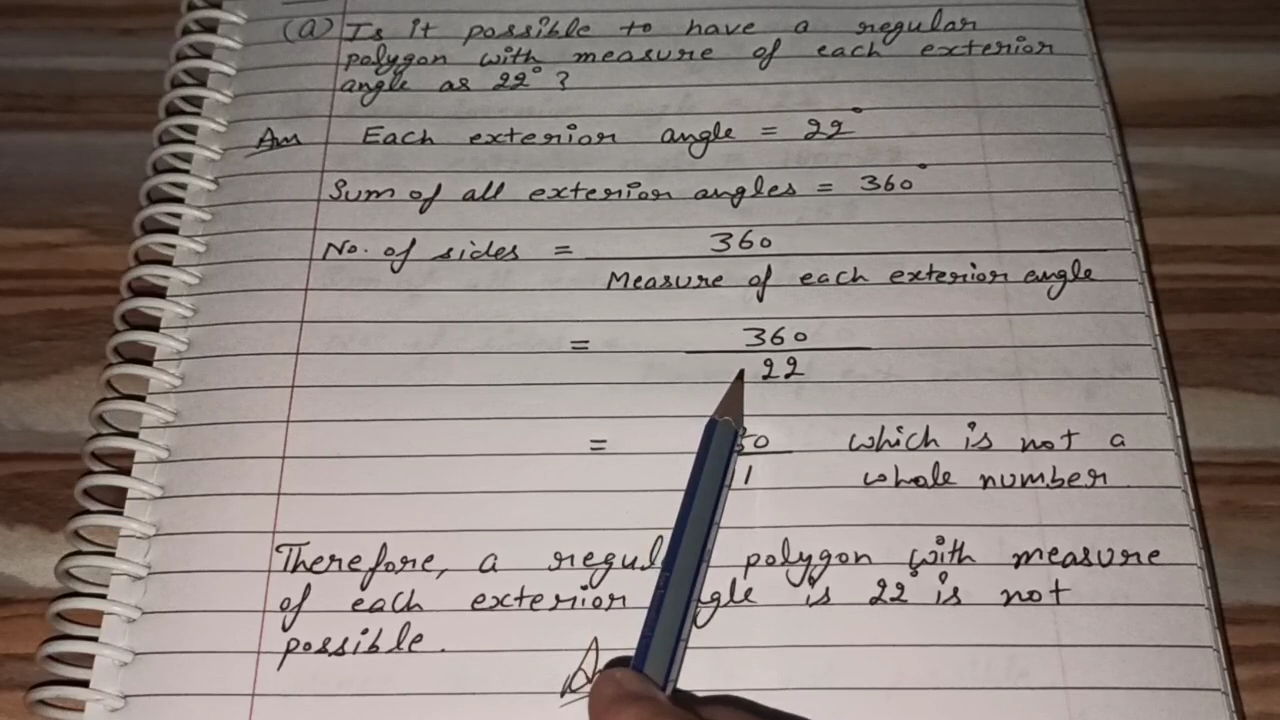 (a) Is it possible to have a regular
polygon with measure of each exterior
angle as 22°?
Ans Each exterior angle = 22°
Sum of all exterior angles = 360°
No. of sides = 360
Measure of each exterior angle
= 360
22
= which is not a
whole number
Therefore, a polygon with measure
of each exterior is 22° is not
possible.